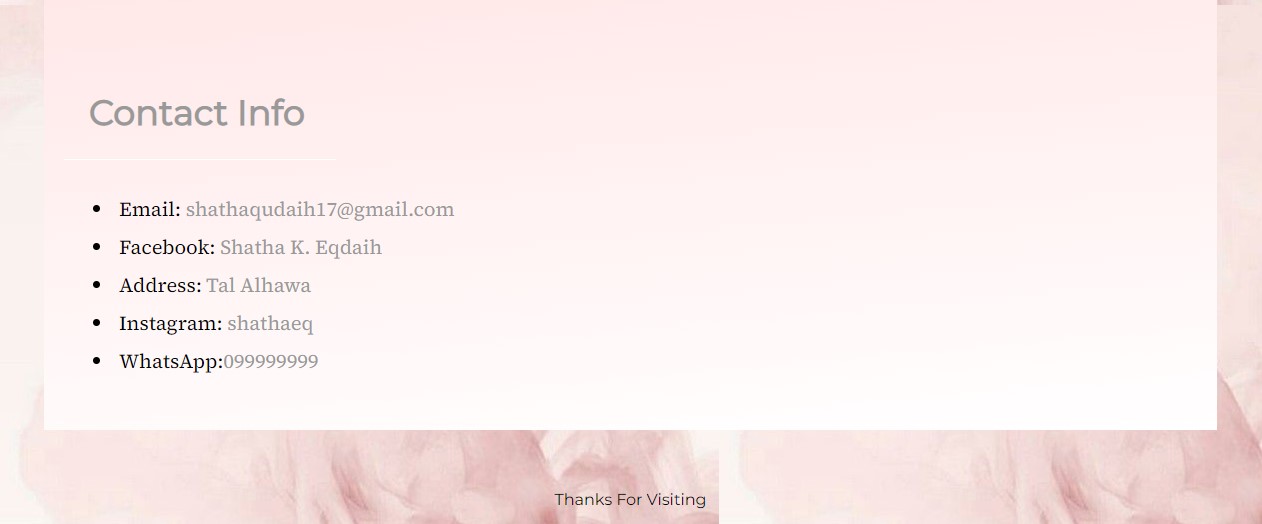 Contact Info
Email: shathaqudaih17@gmail.com
Facebook: Shatha K. Eqdaih
Address: Tal Alhawa
Instagram: shathaeq
WhatsApp:099999999
Thanks For Visiting